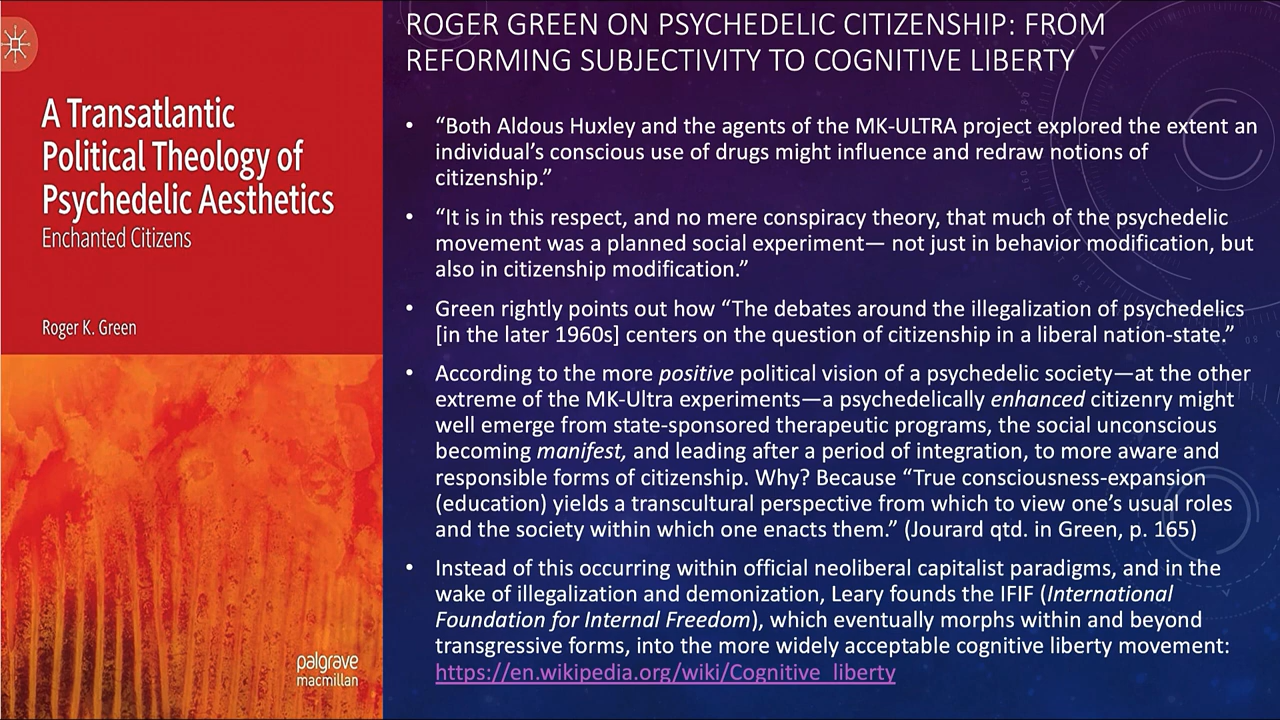 A Transatlantic
Political Theology of
Psychedelic Aesthetics
Enchanted Citizens
Roger K. Green
palgrave
macmillan
ROGER GREEN ON PSYCHEDELIC CITIZENSHIP: FROM
REFORMING SUBJECTIVITY TO COGNITIVE LIBERTY
• “Both Aldous Huxley and the agents of the MK-ULTRA project explored the extent an
individual’s conscious use of drugs might influence and redraw notions of
citizenship.”
• “It is in this respect, and no mere conspiracy theory, that much of the psychedelic
movement was a planned social experiment— not just in behavior modification, but
also in citizenship modification.”
• Green rightly points out how “The debates around the illegalization of psychedelics
[in the later 1960s] centers on the question of citizenship in a liberal nation-state.”
• According to the more positive political vision of a psychedelic society—at the other
extreme of the MK-Ultra experiments—a psychedelically enhanced citizenry might
well emerge from state-sponsored therapeutic programs, the social unconscious
becoming manifest, and leading after a period of integration, to more aware and
responsible forms of citizenship. Why? Because “True consciousness-expansion
(education) yields a transcultural perspective from which to view one’s usual roles
and the society within which one enacts them.” (Jourard qtd. in Green, p. 165)
• Instead of this occurring within official neoliberal capitalist paradigms, and in the
wake of illegalization and demonization, Leary founds the IFIF (International
Foundation for Internal Freedom), which eventually morphs within and beyond
transgressive forms, into the more widely acceptable cognitive liberty movement:
https://en.wikipedia.org/wiki/Cognitive_liberty